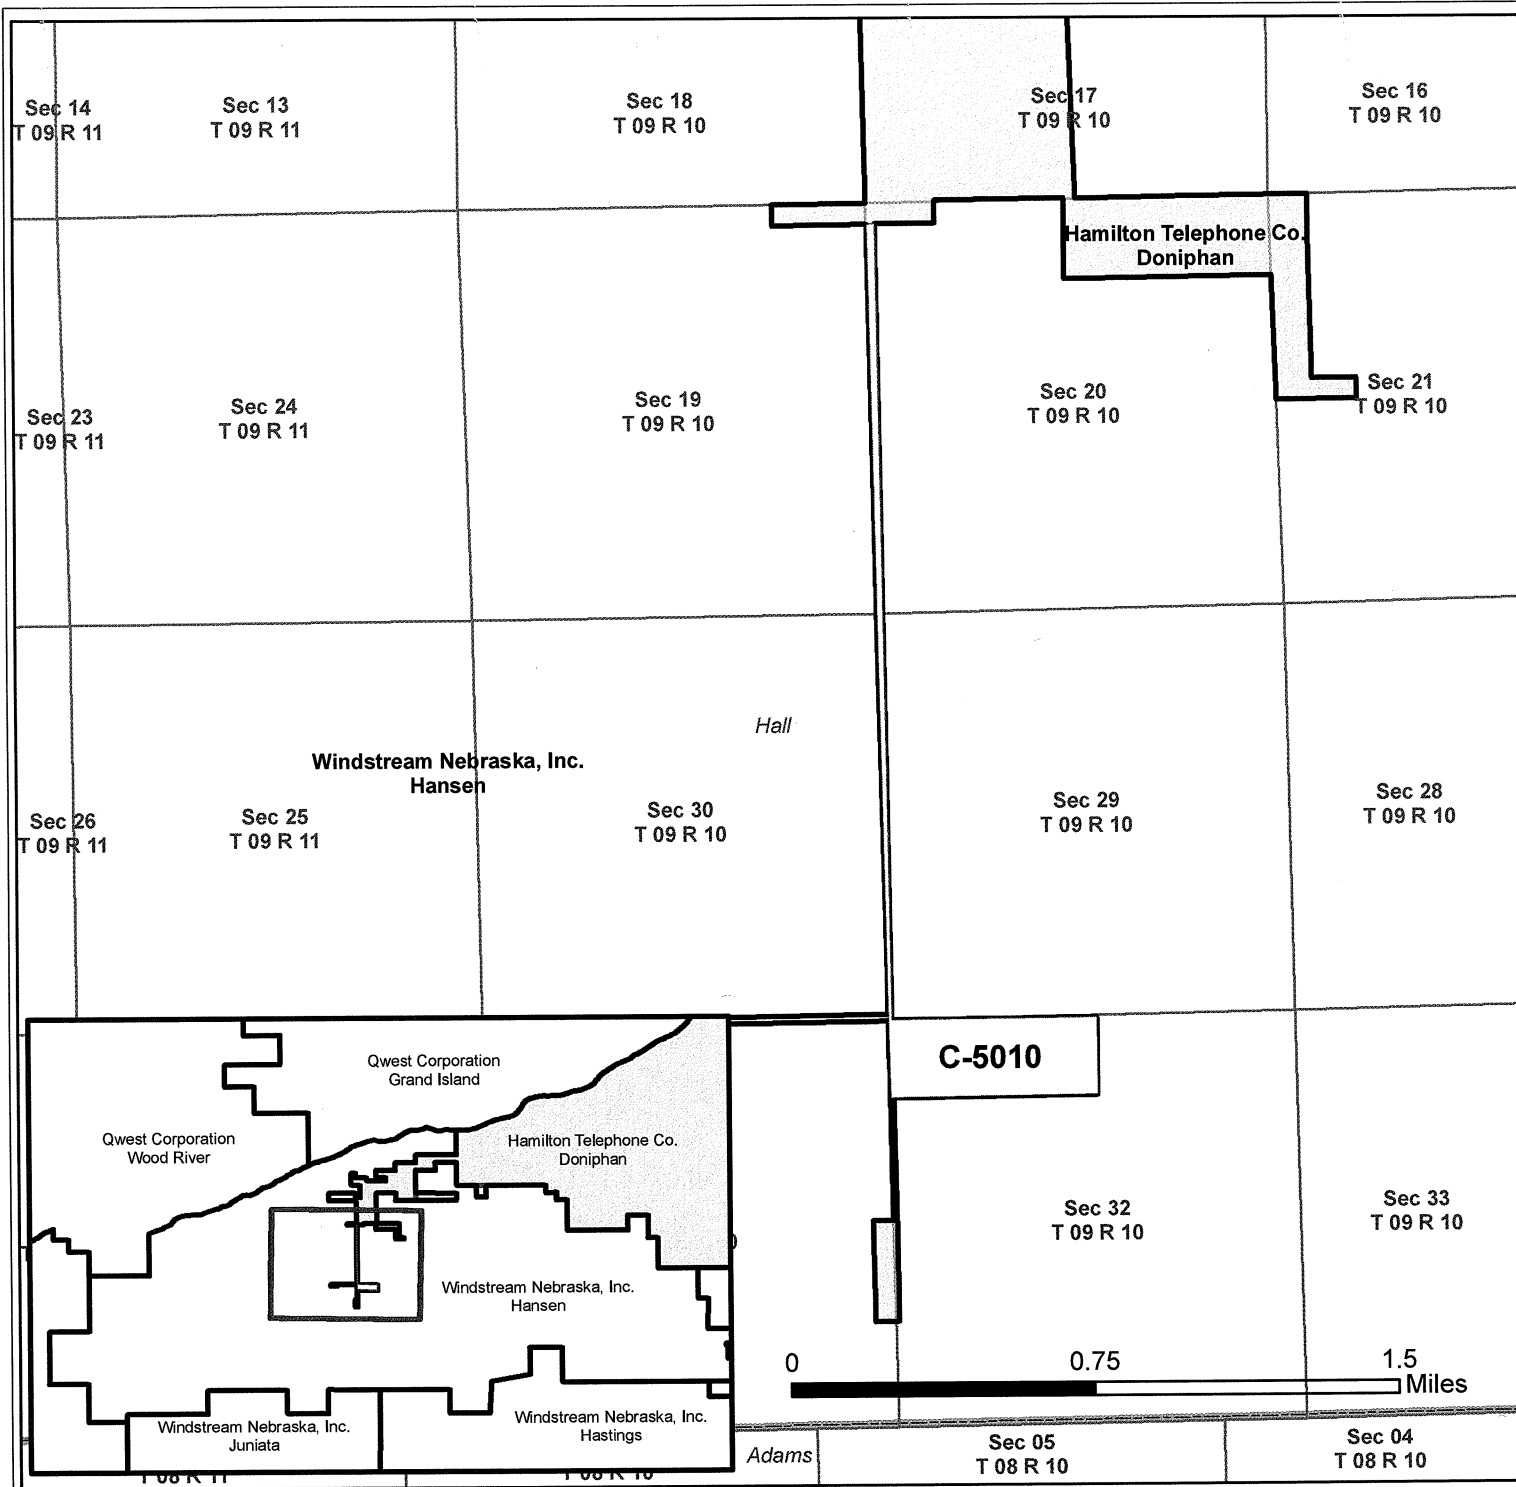 Sec 14
T 09 R 11
Sec 13
T 09 R 11
Sec 18
T 09 R 10
Sec 17
T 09 R 10
Sec 16
T 09 R 10
Hamilton Telephone Co.
Doniphan
Sec 23
T 09 R 11
Sec 24
T 09 R 11
Sec 19
T 09 R 10
Sec 20
T 09 R 10
Sec 21
T 09 R 10
Hall
Windstream Nebraska, Inc.
Hansen
Sec 26
T 09 R 11
Sec 25
T 09 R 11
Sec 30
T 09 R 10
Sec 29
T 09 R 10
Sec 28
T 09 R 10
C-5010
Qwest Corporation
Grand Island
Qwest Corporation
Wood River
Hamilton Telephone Co.
Doniphan
Windstream Nebraska, Inc.
Hansen
Windstream Nebraska, Inc.
Juniata
Windstream Nebraska, Inc.
Hastings
Sec 32
T 09 R 10
Sec 33
T 09 R 10
0 0.75 1.5
Miles
Adams
Sec 05
T 08 R 10
Sec 04
T 08 R 10
T 08 R 11
T 08 R 10